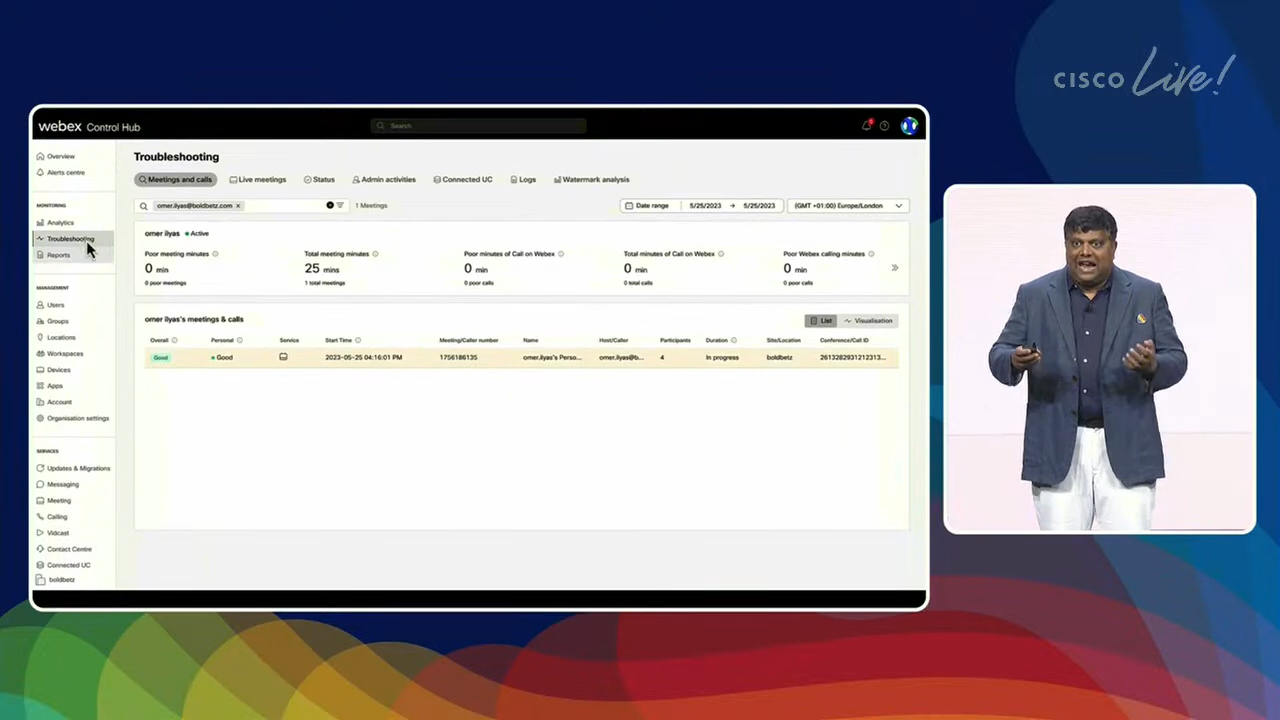 CISCO Live!
webex Control Hub
Search
Overview
Alerts centre
MONITORING
Analytics
Troubleshooting
Reports
MANAGEMENT
Users
Groups
Locations
Workspaces
Devices
Apps
Account
Organisation settings
SERVICES
Updates & Migrations
Messaging
Meeting
Calling
Vidcast
Contact Centre
Connected UC
boldbetz
Troubleshooting
Meetings and calls Live meetings Status Admin activities Connected UC Logs Watermark analysis
omer.ilyas@boldbetz.com × 1 Meetings Date range 5/25/2023 → 5/25/2023 (GMT +01:00) Europe/London
omer ilyas Active
Poor meeting minutes Total meeting minutes Poor minutes of Call on Webex Total minutes of Call on Webex Poor Webex calling minutes
0 min 25 mins 0 min 0 min 0 min
0 poor meetings 1 total meetings 0 poor calls 0 total calls 0 poor calls
omer ilyas's meetings & calls List Visualisation
Overall Personal Service Start Time Meeting/Caller number Name Host/Caller Participants Duration Site/Location Conference/Call ID
Good Good 2023-05-25 04:16:01 PM 1756186135 omer.ilyas's Perso... omer.ilyas@b... 4 In progress boldbetz 2613282931212313...